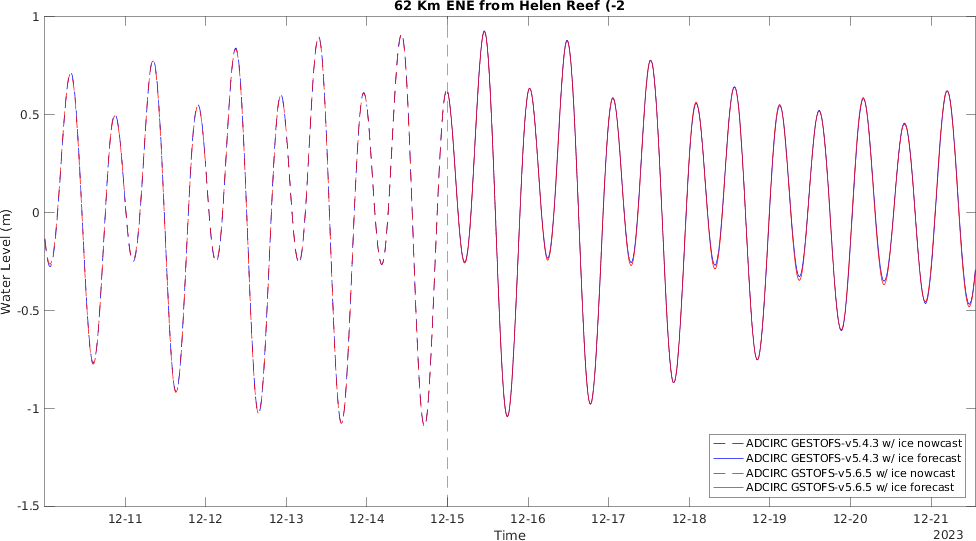 62 Km ENE from Helen Reef (-2
1
0.5
0
-0.5
-1
-1.5
Water Level (m)
ADCIRC GESTOFS-v5.4.3 w/ ice nowcast
ADCIRC GESTOFS-v5.4.3 w/ ice forecast
ADCIRC GSTOFS-v5.6.5 w/ ice nowcast
ADCIRC GSTOFS-v5.6.5 w/ ice forecast
12-11 12-12 12-13 12-14 12-15 12-16 12-17 12-18 12-19 12-20 12-21
Time
2023